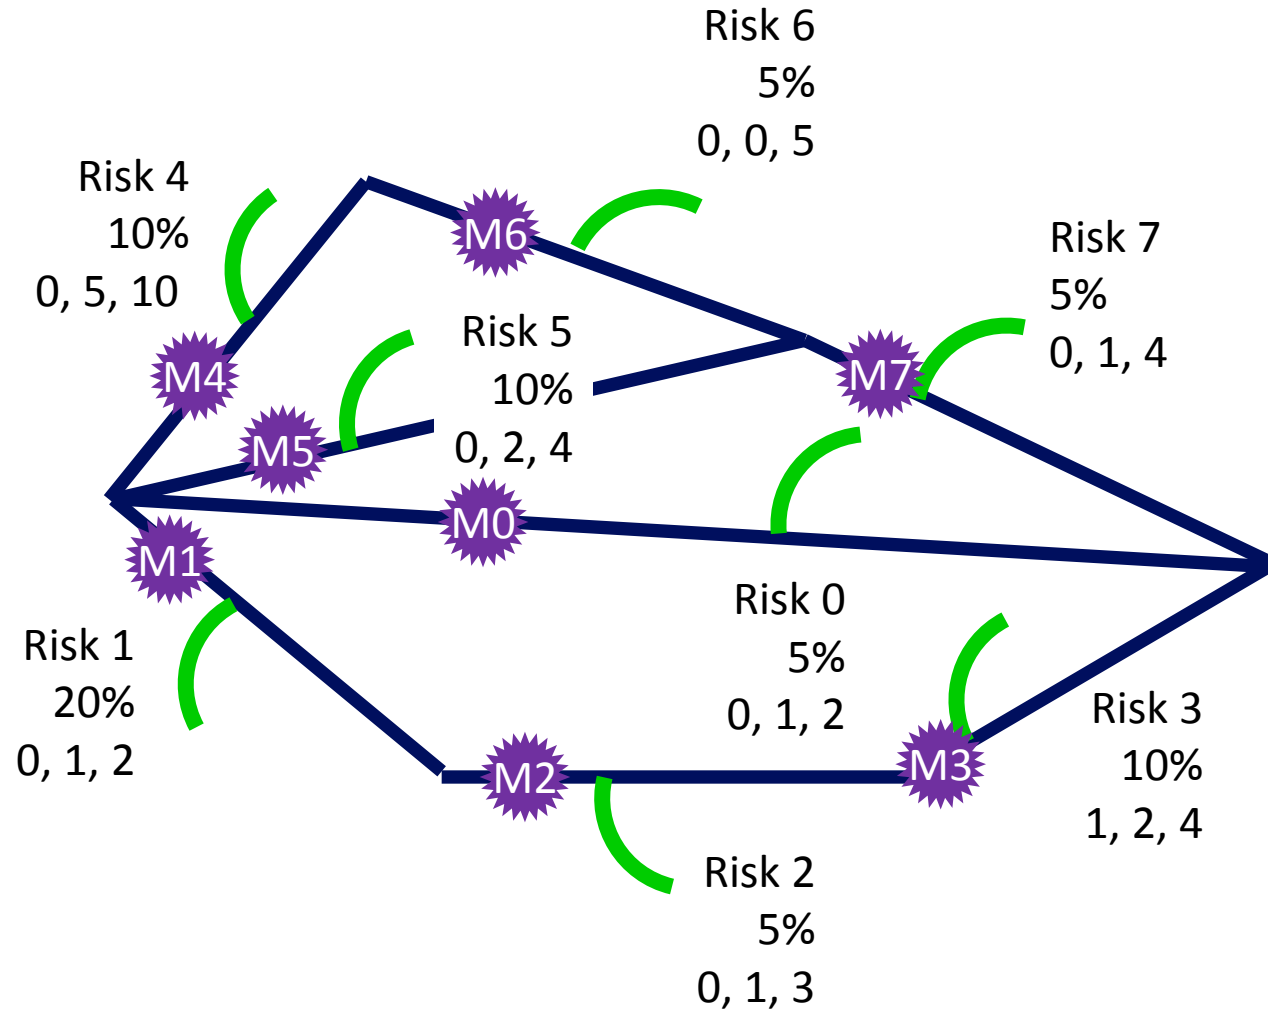 Risk 6
5%
0, 0, 5
Risk 4
10%
0, 5, 10
M6
Risk 7
5%
0, 1, 4
M4
Risk 5
10%
0, 2, 4
M7
M5
M0
M1
Risk 0
5%
0, 1, 2
Risk 1
20%
0, 1, 2
M2
M3
Risk 3
10%
1, 2, 4
Risk 2
5%
0, 1, 3